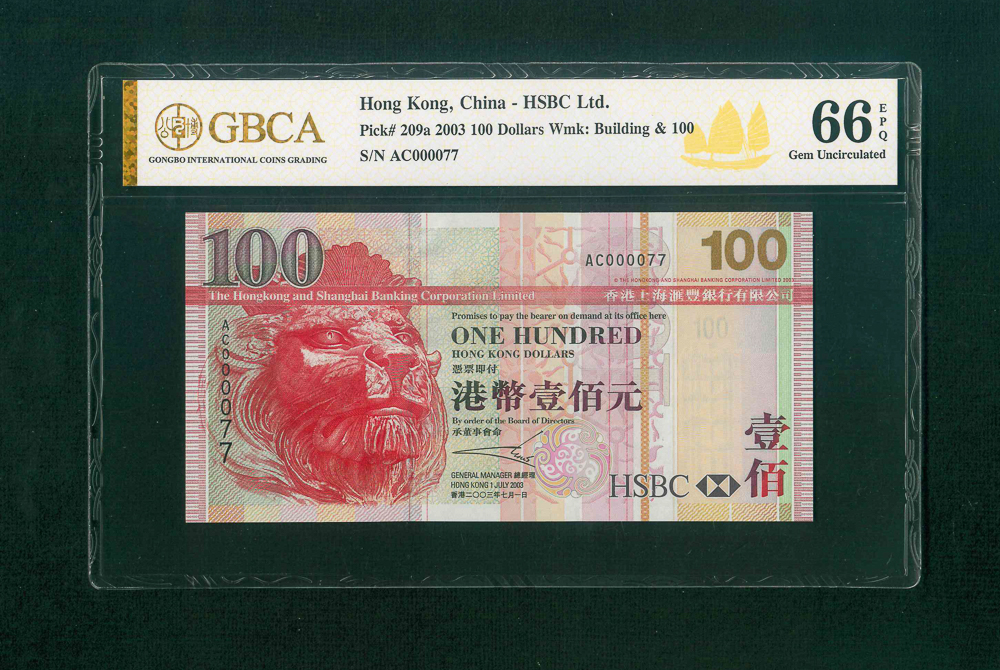 GBCA
GONGBO INTERNATIONAL COINS GRADING
Hong Kong, China - HSBC Ltd.
Pick# 209a 2003 100 Dollars Wmk: Building & 100
S/N AC000077
66
EPQ
Gem Uncirculated
100
AC000077
100
The Hongkong and Shanghai Banking Corporation Limited
香港上海滙豐銀行有限公司
Promises to pay the bearer on demand at its office here
ONE HUNDRED
HONG KONG DOLLARS
憑票即付
港幣壹佰元
By order of the Board of Directors
承董事會命
GENERAL MANAGER 總經理
HONG KONG 1 JULY 2003
香港二〇〇三年七月一日
AC000077
100
HSBC
壹佰